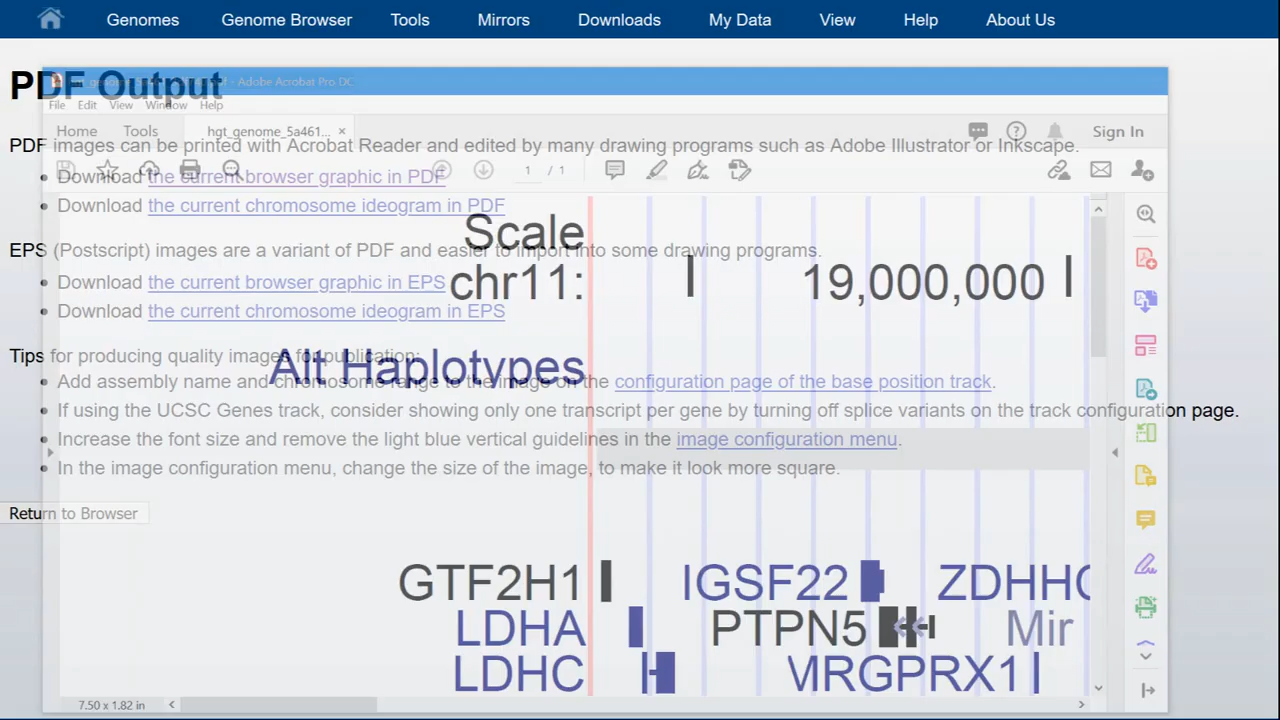 Genomes Genome Browser Tools Mirrors Downloads My Data View Help About Us
PDF Output
Adobe Acrobat Pro DC
File Edit View Window Help
Home Tools hgt_genome_5a461... × Sign In
PDF images can be printed with Acrobat Reader and edited by many drawing programs such as Adobe Illustrator or Inkscape.
1 / 1
Download the current browser graphic in PDF
Download the current chromosome ideogram in PDF
Scale
EPS (Postscript) images are a variant of PDF and easier to import into some drawing programs.
Download the current browser graphic in EPS
chr11: 19,000,000
Download the current chromosome ideogram in EPS
Tips for producing quality images for publication:
Alt Haplotypes
Add assembly name and chromosome range to the image on the configuration page of the base position track.
If using the UCSC Genes track, consider showing only one transcript per gene by turning off splice variants on the track configuration page.
Increase the font size and remove the light blue vertical guidelines in the image configuration menu.
In the image configuration menu, change the size of the image, to make it look more square.
Return to Browser
GTF2H1 IGSF22 ZDHHC
LDHA PTPN5 Mir
LDHC MRGPRX1
7.50 x 1.82 in